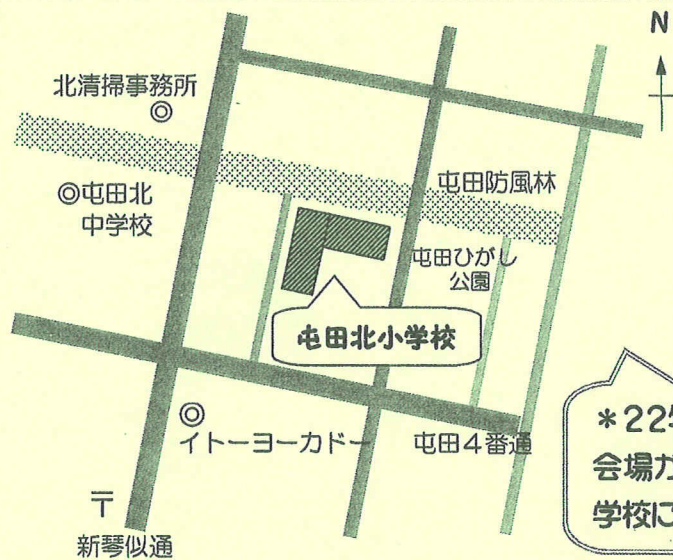 N
北清掃事務所
◎
屯田防風林
◎屯田北
中学校
屯田ひがし
公園
屯田北小学校
◎
イトーヨーカドー
屯田4番通
〒
新琴似通
*225
会場が
学校に